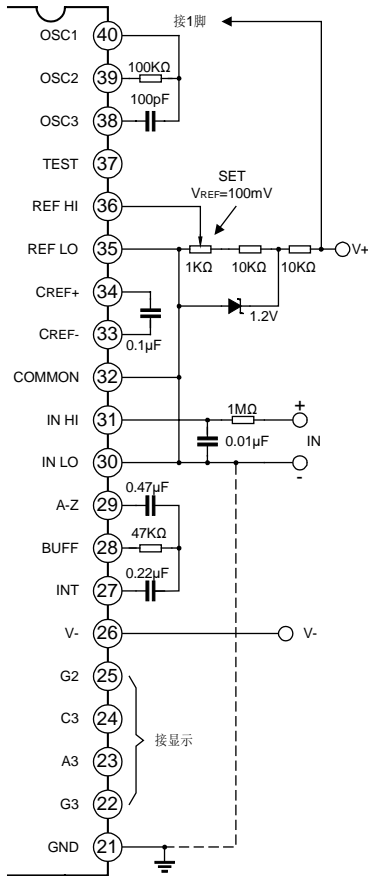 接1脚
OSC1 40
OSC2 39 100KΩ
100pF
OSC3 38
TEST 37
SET
VREF=100mV
REF HI 36
REF LO 35 V+
1KΩ 10KΩ 10KΩ
CREF+ 34
1.2V
CREF- 33
0.1μF
COMMON 32
1MΩ +
IN HI 31
0.01μF IN
IN LO 30
-
0.47μF
A-Z 29
47KΩ
BUFF 28
0.22μF
INT 27
V- 26 V-
G2 25
C3 24
接显示
A3 23
G3 22
GND 21